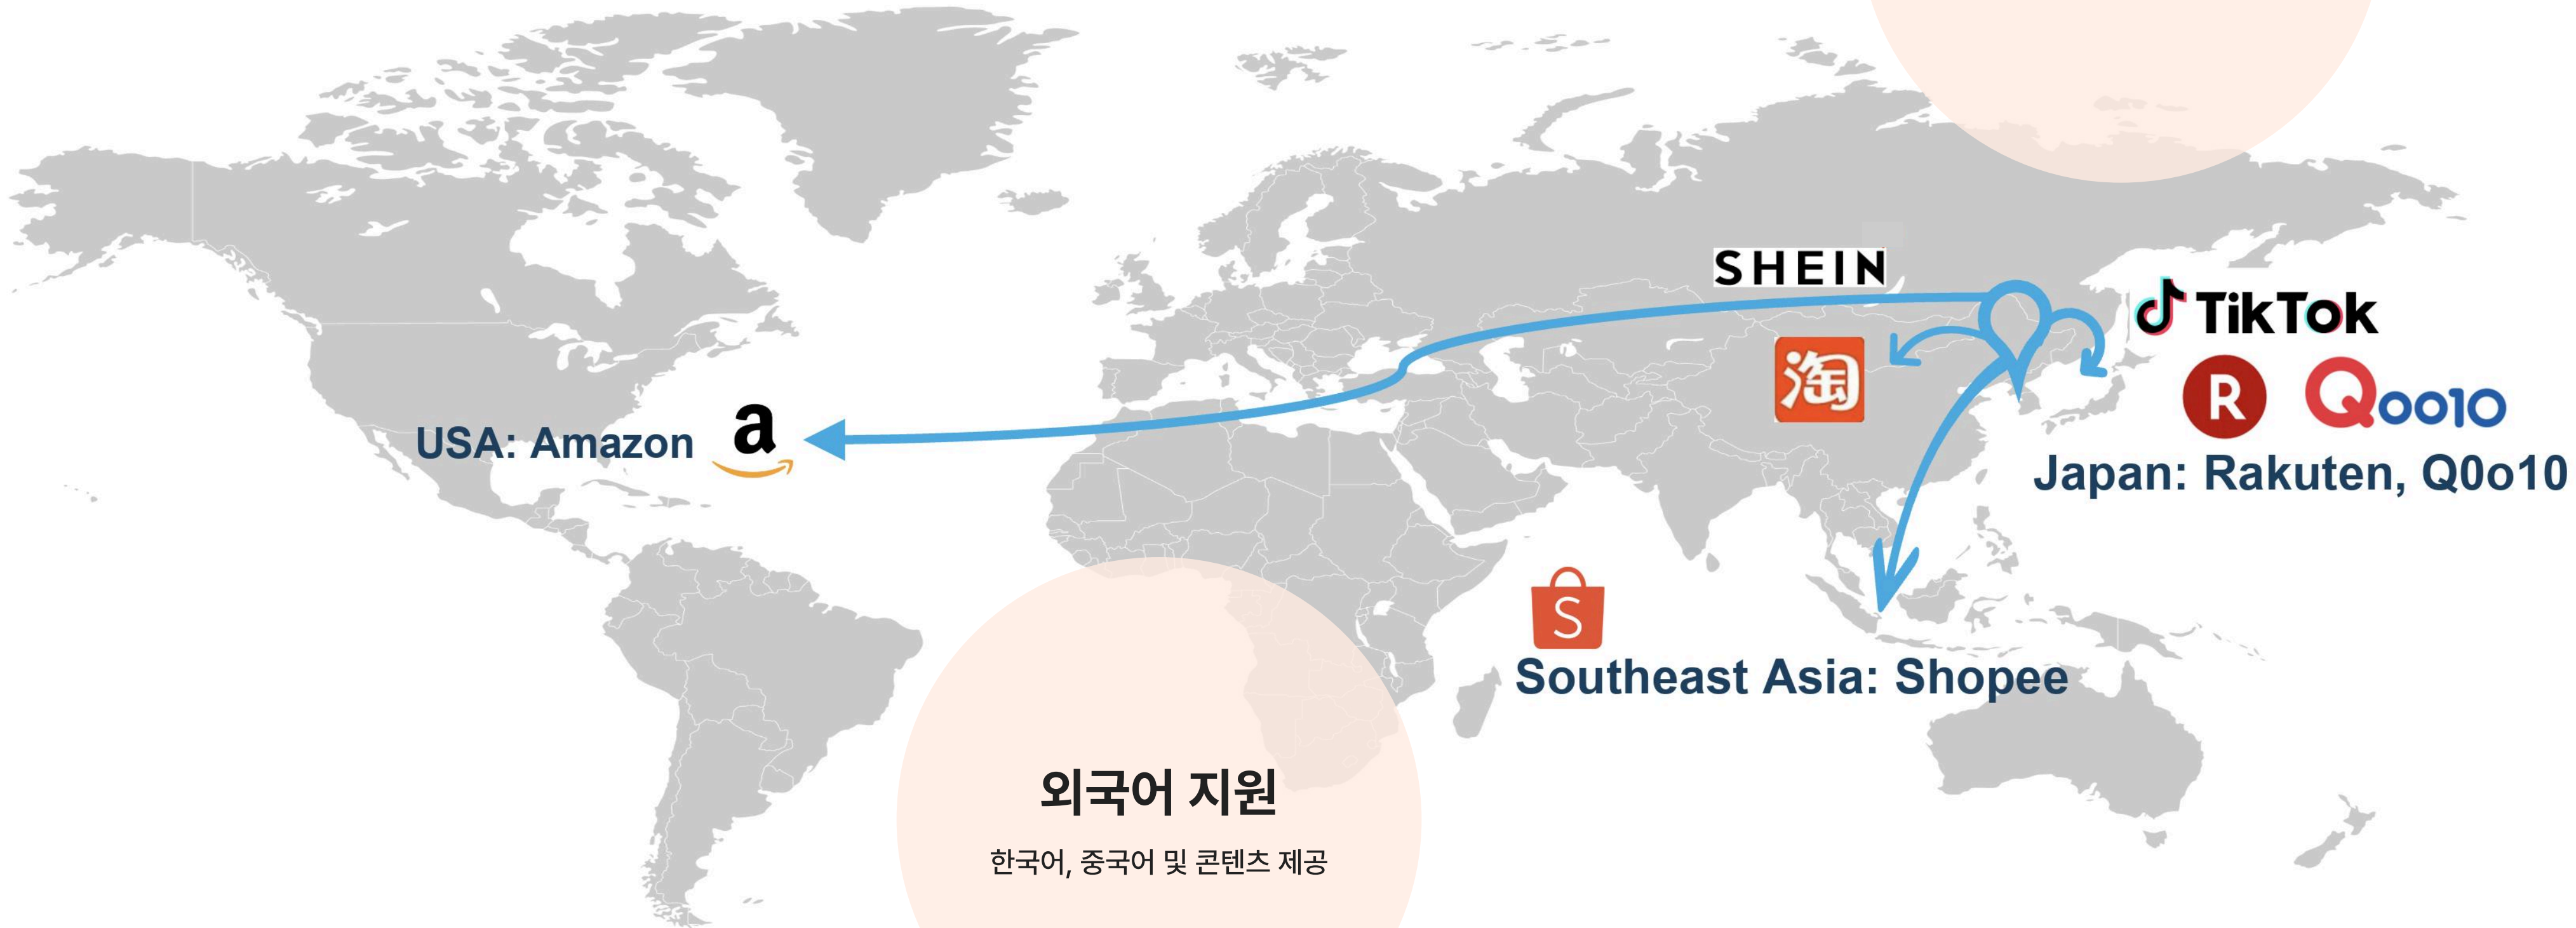 SHEIN
TikTok
淘
R
Qoo10
USA: Amazon
a
Japan: Rakuten, Q0o10
S
Southeast Asia: Shopee
외국어 지원
한국어, 중국어 및 콘텐츠 제공